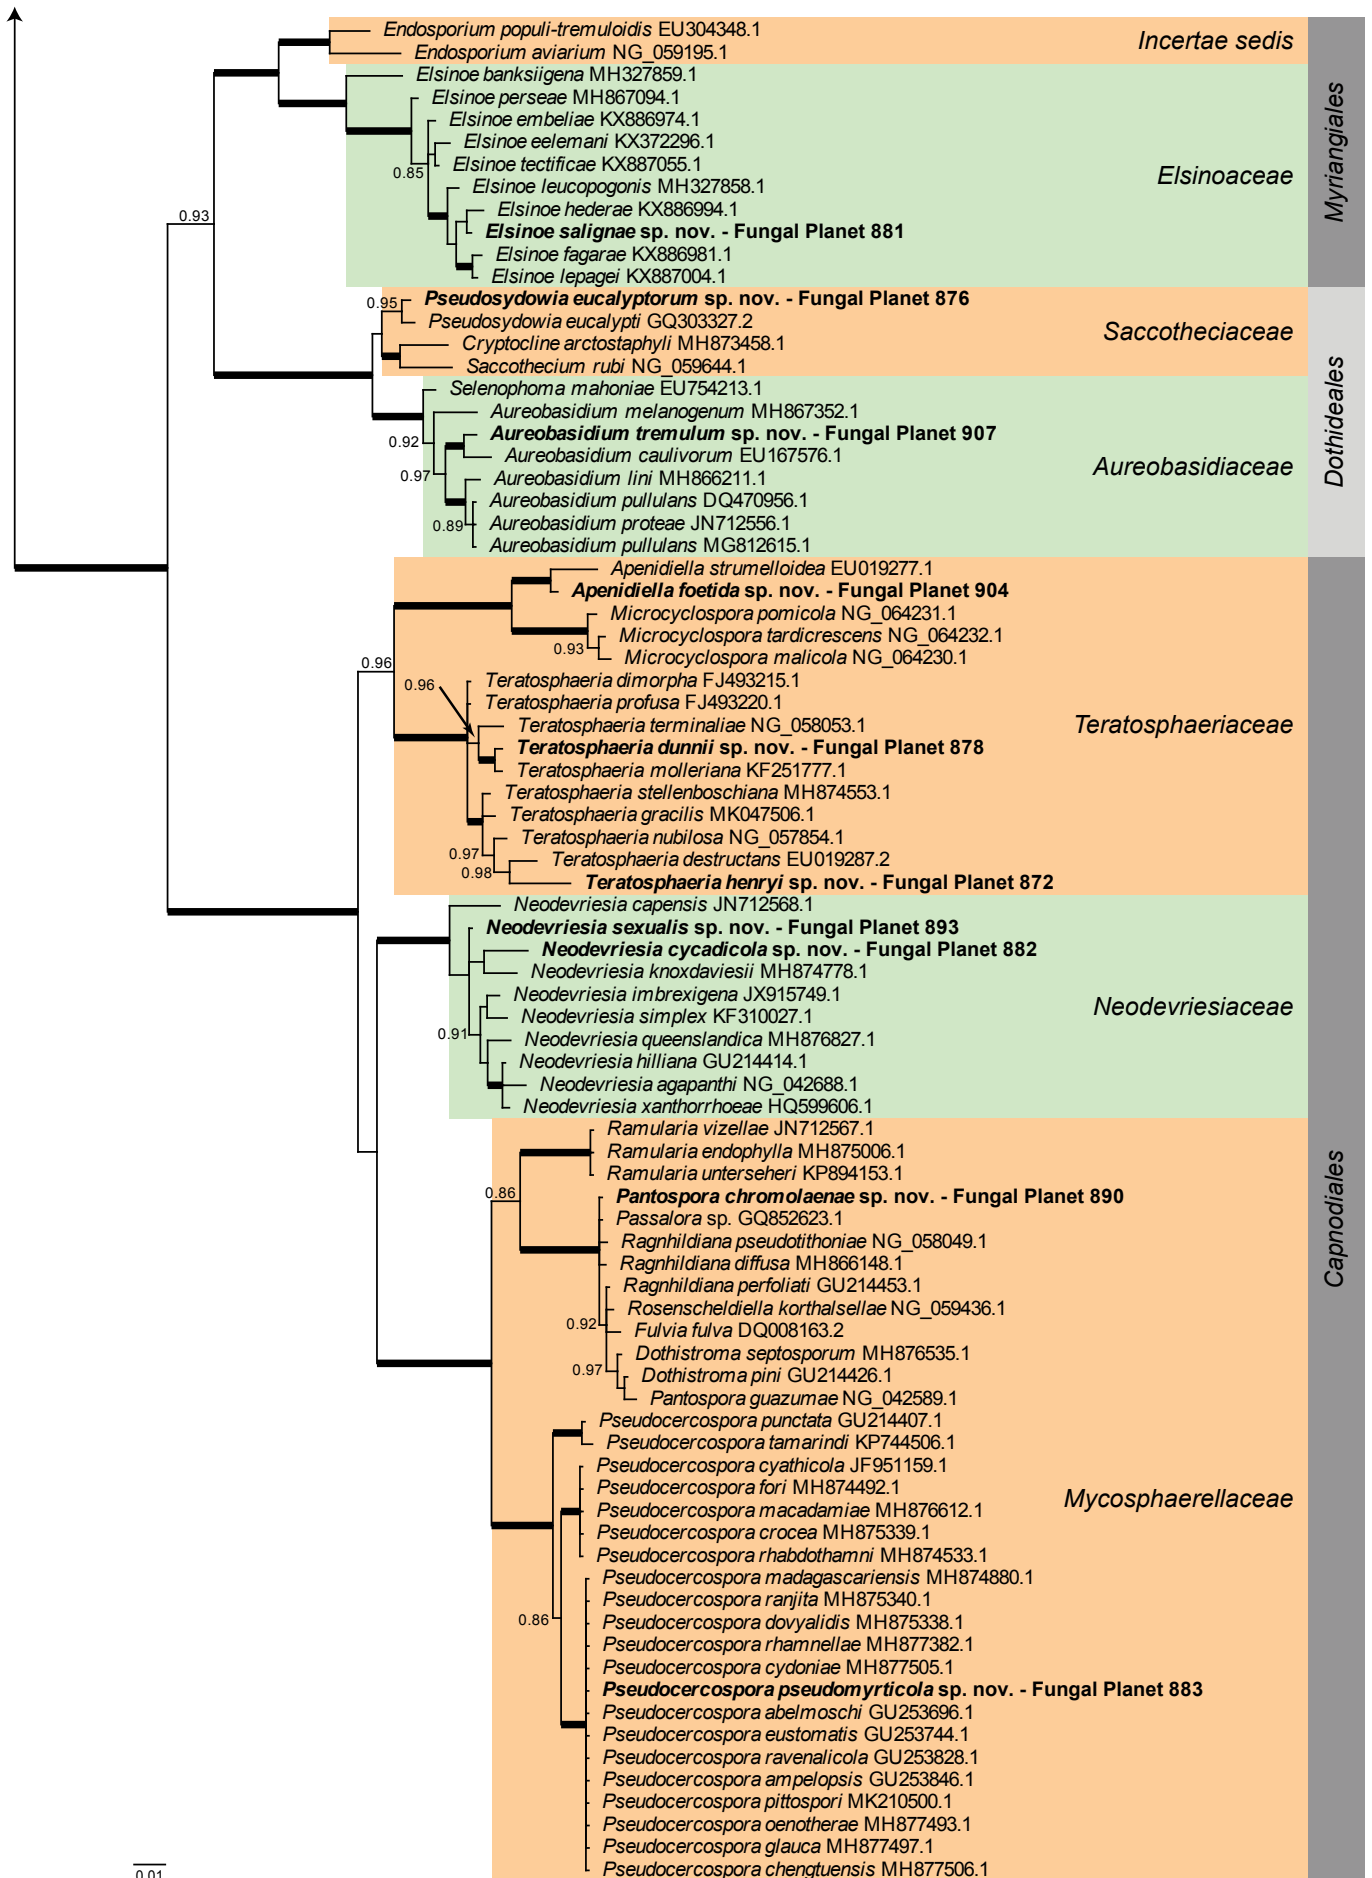 Endosporium populi-tremuloidis EU304348.1
Endosporium aviarium NG_059195.1
Incertae sedis
Elsinoe banksiigena MH327859.1
Elsinoe perseae MH867094.1
Elsinoe embeliae KX886974.1
Elsinoe eelemani KX372296.1
Elsinoe tectificae KX887055.1
0.85
Elsinoe leucopogonis MH327858.1
Elsinoe hederae KX886994.1
Elsinoe salignae sp. nov. - Fungal Planet 881
Elsinoe fagarae KX886981.1
Elsinoe lepagei KX887004.1
Elsinoaceae
Myriangiales
0.93
Pseudosydowia eucalyptorum sp. nov. - Fungal Planet 876
0.95
Pseudosydowia eucalypti GQ303327.2
Cryptocline arctostaphyli MH873458.1
Saccothecium rubi NG_059644.1
Saccotheciaceae
Selenophoma mahoniae EU754213.1
Aureobasidium melanogenum MH867352.1
Aureobasidium tremulum sp. nov. - Fungal Planet 907
0.92
Aureobasidium caulivorum EU167576.1
0.97
Aureobasidium lini MH866211.1
Aureobasidium pullulans DQ470956.1
Aureobasidium proteae JN712556.1
0.89
Aureobasidium pullulans MG812615.1
Aureobasidiaceae
Dothideales
Apenidiella strumelloidea EU019277.1
Apenidiella foetida sp. nov. - Fungal Planet 904
Microcyclospora pomicola NG_064231.1
Microcyclospora tardicrescens NG_064232.1
0.93
Microcyclospora malicola NG_064230.1
0.96
0.96
Teratosphaeria dimorpha FJ493215.1
Teratosphaeria profusa FJ493220.1
Teratosphaeria terminaliae NG_058053.1
Teratosphaeria dunnii sp. nov. - Fungal Planet 878
Teratosphaeria molleriana KF251777.1
Teratosphaeria stellenboschiana MH874553.1
Teratosphaeria gracilis MK047506.1
Teratosphaeria nubilosa NG_057854.1
0.97
Teratosphaeria destructans EU019287.2
0.98
Teratosphaeria henryi sp. nov. - Fungal Planet 872
Teratosphaeriaceae
Neodevriesia capensis JN712568.1
Neodevriesia sexualis sp. nov. - Fungal Planet 893
Neodevriesia cycadicola sp. nov. - Fungal Planet 882
Neodevriesia knoxdaviesii MH874778.1
Neodevriesia imbrexigena JX915749.1
Neodevriesia simplex KF310027.1
0.91
Neodevriesia queenslandica MH876827.1
Neodevriesia hilliana GU214414.1
Neodevriesia agapanthi NG_042688.1
Neodevriesia xanthorrhoeae HQ599606.1
Neodevriesiaceae
Ramularia vizellae JN712567.1
Ramularia endophylla MH875006.1
Ramularia unterseheri KP894153.1
0.86
Pantospora chromolaenae sp. nov. - Fungal Planet 890
Passalora sp. GQ852623.1
Ragnhildiana pseudotithoniae NG_058049.1
Ragnhildiana diffusa MH866148.1
Ragnhildiana perfoliati GU214453.1
Rosenscheldiella korthalsellae NG_059436.1
0.92
Fulvia fulva DQ008163.2
Dothistroma septosporum MH876535.1
0.97
Dothistroma pini GU214426.1
Pantospora guazumae NG_042589.1
Pseudocercospora punctata GU214407.1
Pseudocercospora tamarindi KP744506.1
Pseudocercospora cyathicola JF951159.1
Pseudocercospora fori MH874492.1
Pseudocercospora macadamiae MH876612.1
Pseudocercospora crocea MH875339.1
Pseudocercospora rhabdothamni MH874533.1
Pseudocercospora madagascariensis MH874880.1
Pseudocercospora ranjita MH875340.1
0.86
Pseudocercospora dovyalidis MH875338.1
Pseudocercospora rhamnellae MH877382.1
Pseudocercospora cydoniae MH877505.1
Pseudocercospora pseudomyrticola sp. nov. - Fungal Planet 883
Pseudocercospora abelmoschi GU253696.1
Pseudocercospora eustomatis GU253744.1
Pseudocercospora ravenalicola GU253828.1
Pseudocercospora ampelopsis GU253846.1
Pseudocercospora pittospori MK210500.1
Pseudocercospora oenotherae MH877493.1
Pseudocercospora glauca MH877497.1
Pseudocercospora chengtuensis MH877506.1
Mycosphaerellaceae
Capnodiales
0.01